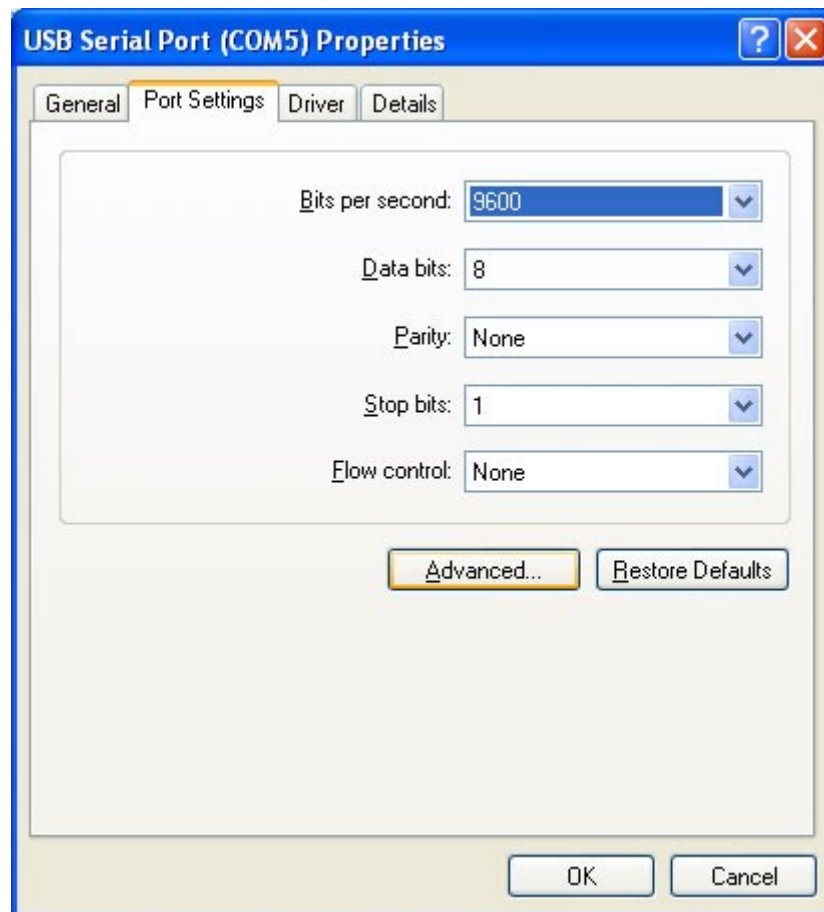 USB Serial Port (COM5) Properties
General Port Settings Driver Details
Bits per second: 9600
Data bits: 8
Parity: None
Stop bits: 1
Flow control: None
Advanced... Restore Defaults
OK Cancel